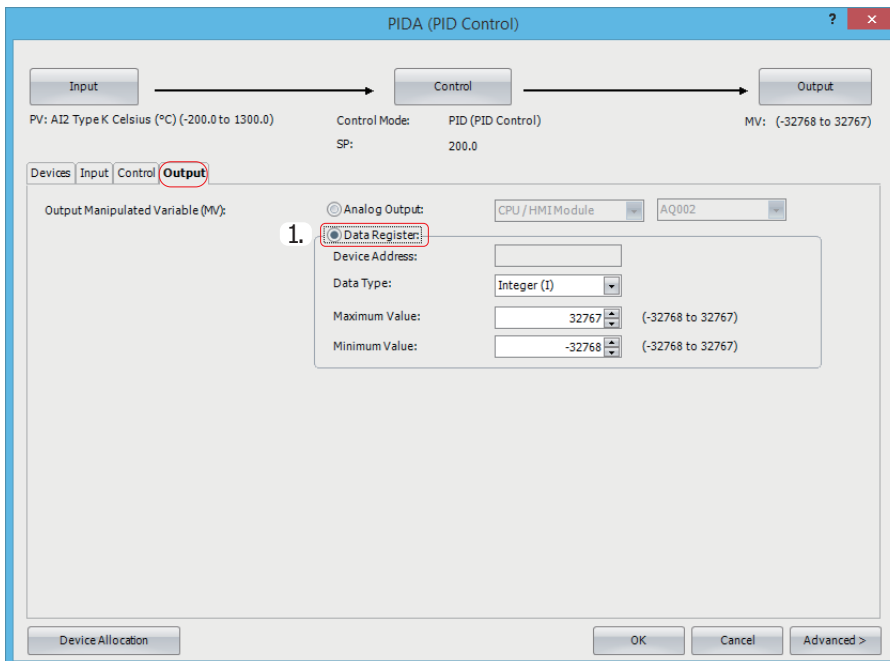 PIDA (PID Control)
? ×
Input Control Output
PV: AI2 Type K Celsius (°C) (-200.0 to 1300.0) Control Mode: PID (PID Control) MV: (-32768 to 32767)
SP: 200.0
Devices Input Control Output
Output Manipulated Variable (MV): Analog Output: CPU / HMI Module AQ002
1. Data Register:
Device Address:
Data Type: Integer (I)
Maximum Value: 32767 (-32768 to 32767)
Minimum Value: -32768 (-32768 to 32767)
Device Allocation OK Cancel Advanced >